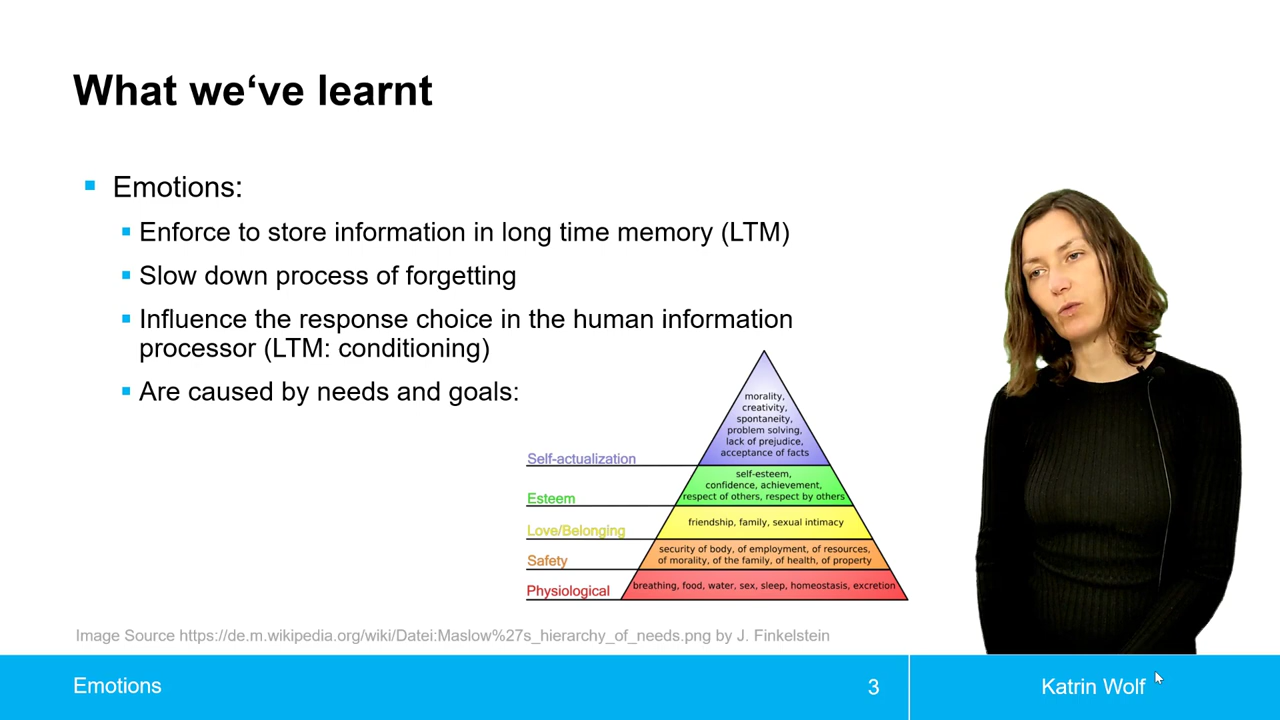 What we‘ve learnt
Emotions:
Enforce to store information in long time memory (LTM)
Slow down process of forgetting
Influence the response choice in the human information
processor (LTM: conditioning)
Are caused by needs and goals:
morality,
creativity,
spontaneity,
problem solving,
lack of prejudice,
acceptance of facts
Self-actualization
self-esteem,
confidence, achievement,
respect of others, respect by others
Esteem
friendship, family, sexual intimacy
Love/Belonging
security of body, of employment, of resources,
of morality, of the family, of health, of property
Safety
breathing, food, water, sex, sleep, homeostasis, excretion
Physiological
Image Source https://de.m.wikipedia.org/wiki/Datei:Maslow%27s_hierarchy_of_needs.png by J. Finkelstein
Emotions
3
Katrin Wolf